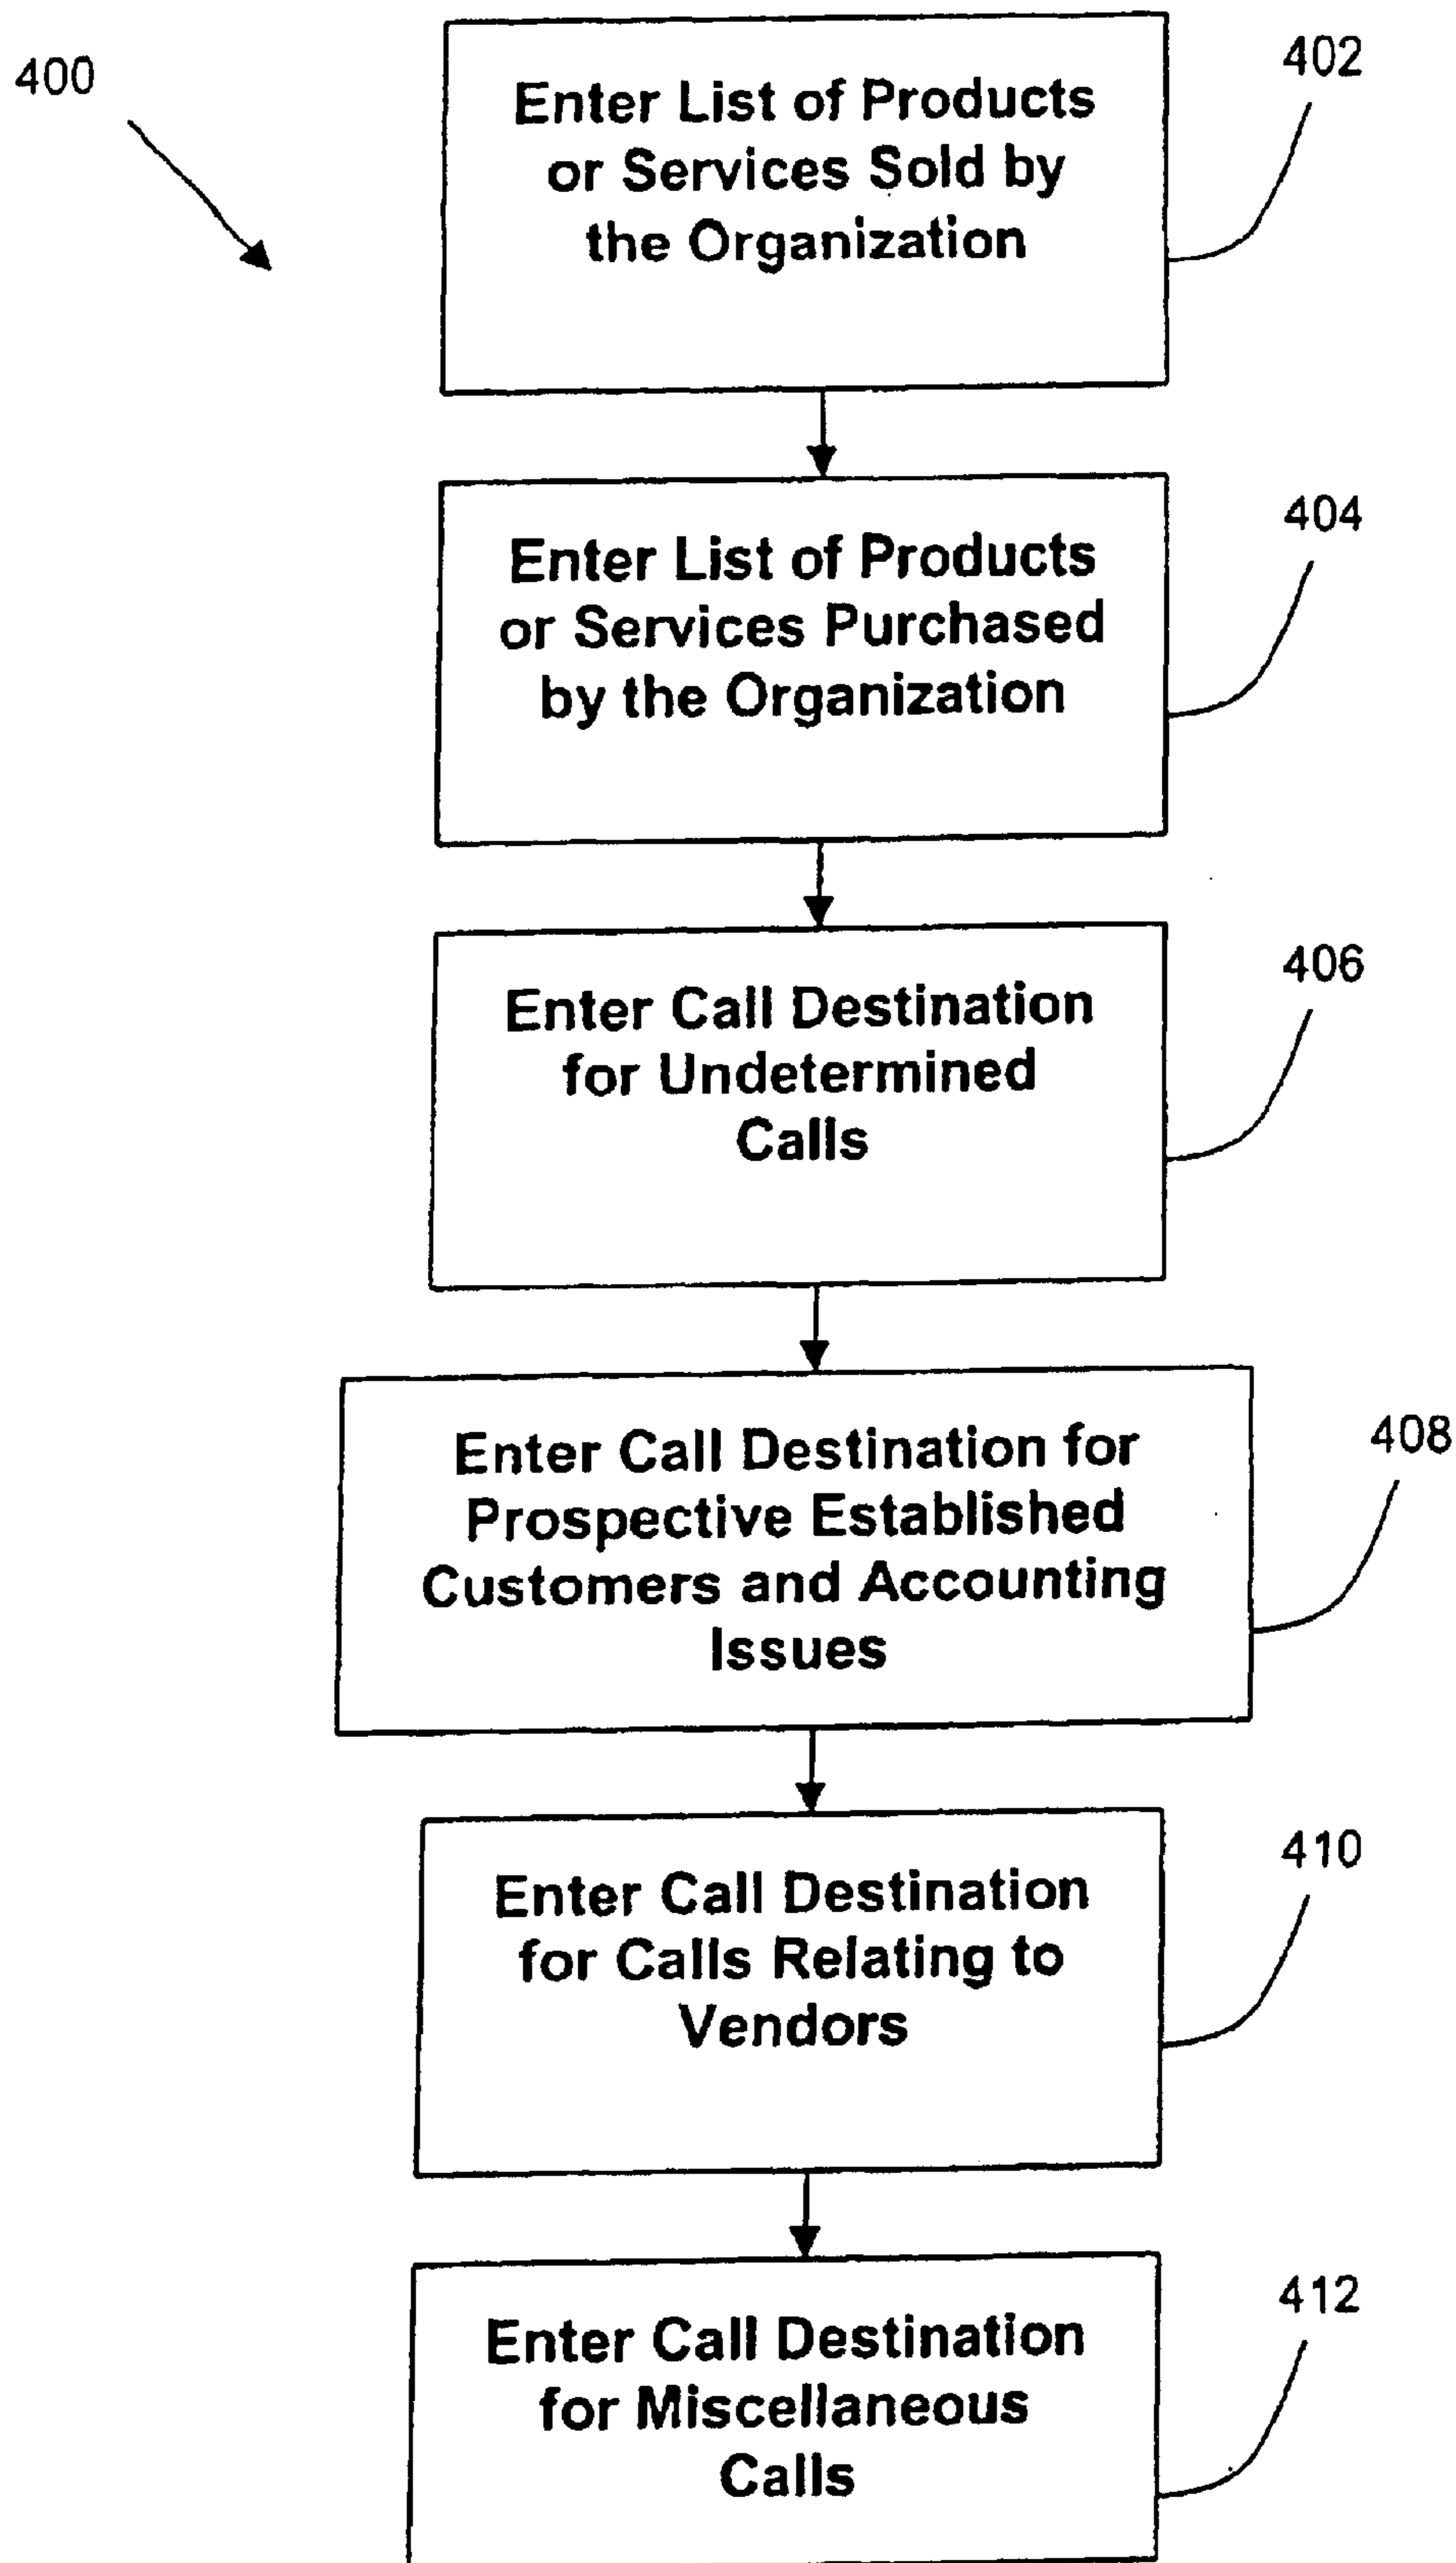 400
402
Enter List of Products
or Services Sold by
the Organization
404
Enter List of Products
or Services Purchased
by the Organization
406
Enter Call Destination
for Undetermined
Calls
408
Enter Call Destination for
Prospective Established
Customers and Accounting
Issues
410
Enter Call Destination
for Calls Relating to
Vendors
412
Enter Call Destination
for Miscellaneous
Calls